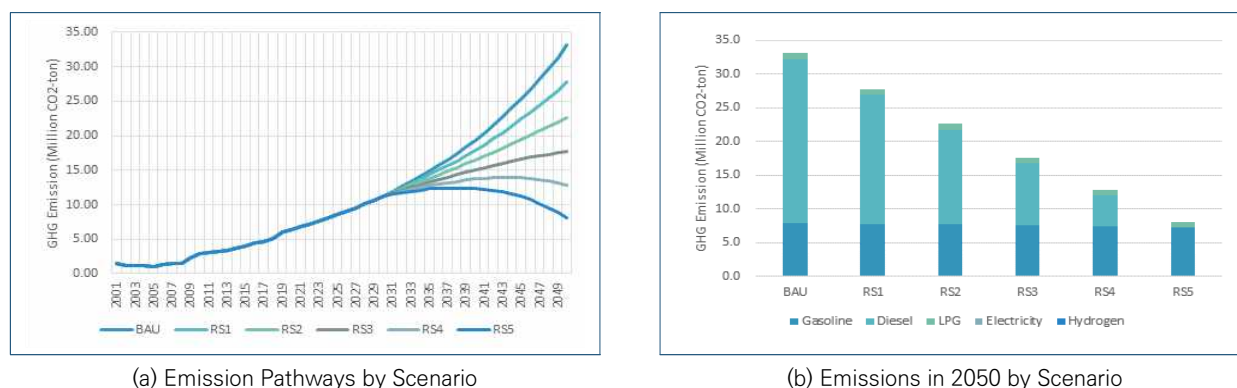 35.00
30.00
25.00
20.00
15.00
10.00
5.00
0.00
GHG Emission (Million CO2-ton)
2001 2003 2005 2007 2009 2011 2013 2015 2017 2019 2021 2023 2025 2027 2029 2031 2033 2035 2037 2039 2041 2043 2045 2047 2049
BAU RS1 RS2 RS3 RS4 RS5
(a) Emission Pathways by Scenario
35.0
30.0
25.0
20.0
15.0
10.0
5.0
0.0
GHG Emission (Million CO2-ton)
BAU RS1 RS2 RS3 RS4 RS5
Gasoline Diesel LPG Electricity Hydrogen
(b) Emissions in 2050 by Scenario